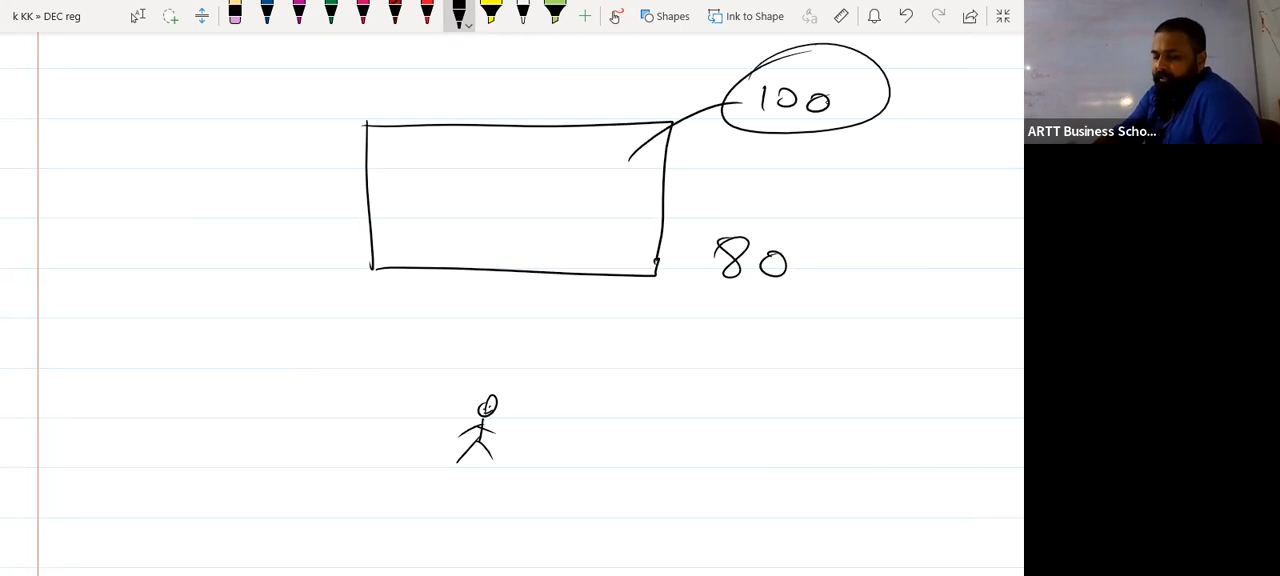 k KK » DEC reg
Shapes
Ink to Shape
ARTT Business Scho...
100
80